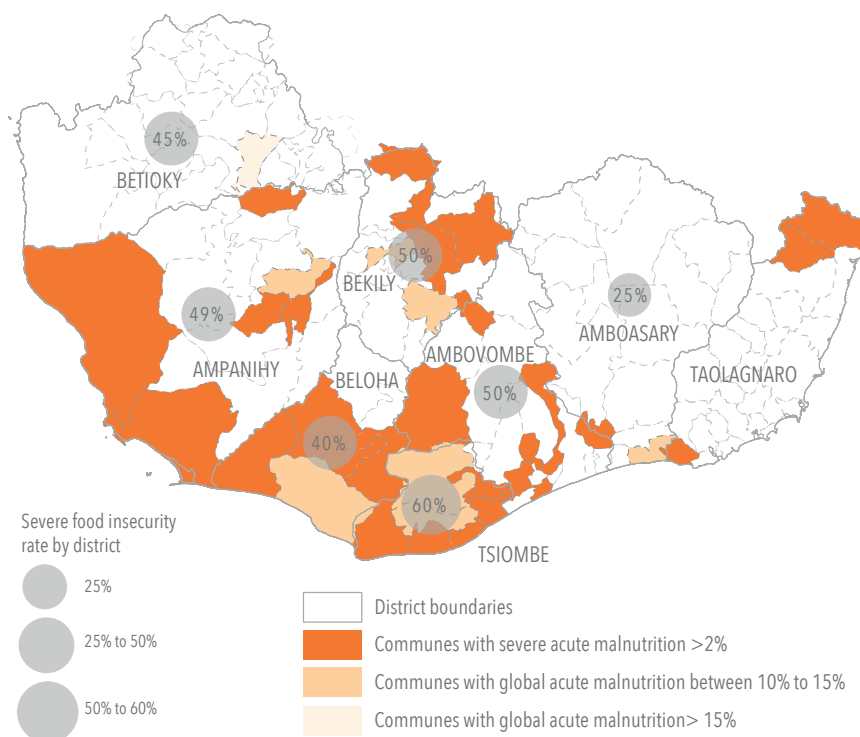 45%
BETIOKY
50%
BEKILY
25%
AMBOASARY
49%
AMPANIHY
AMBOVOMBE
BELOHA
TAOLAGNARO
50%
40%
60%
TSIOMBE
Severe food insecurity
rate by district
25%
25% to 50%
50% to 60%
District boundaries
Communes with severe acute malnutrition >2%
Communes with global acute malnutrition between 10% to 15%
Communes with global acute malnutrition> 15%